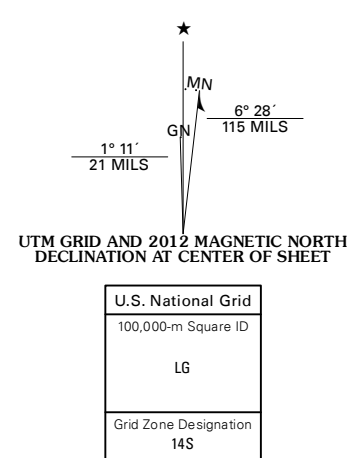 ★
MN
GN
6° 28´
115 MILS
1° 11´
21 MILS
UTM GRID AND 2012 MAGNETIC NORTH
DECLINATION AT CENTER OF SHEET
U.S. National Grid
100,000-m Square ID
LG
Grid Zone Designation
14S